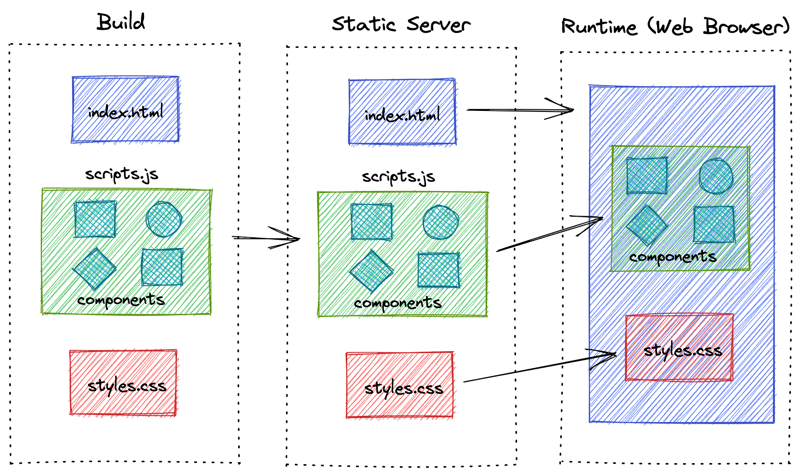 Build
Static Server
Runtime (Web Browser)
index.html
scripts.js
components
styles.css
index.html
scripts.js
components
styles.css
components
styles.css